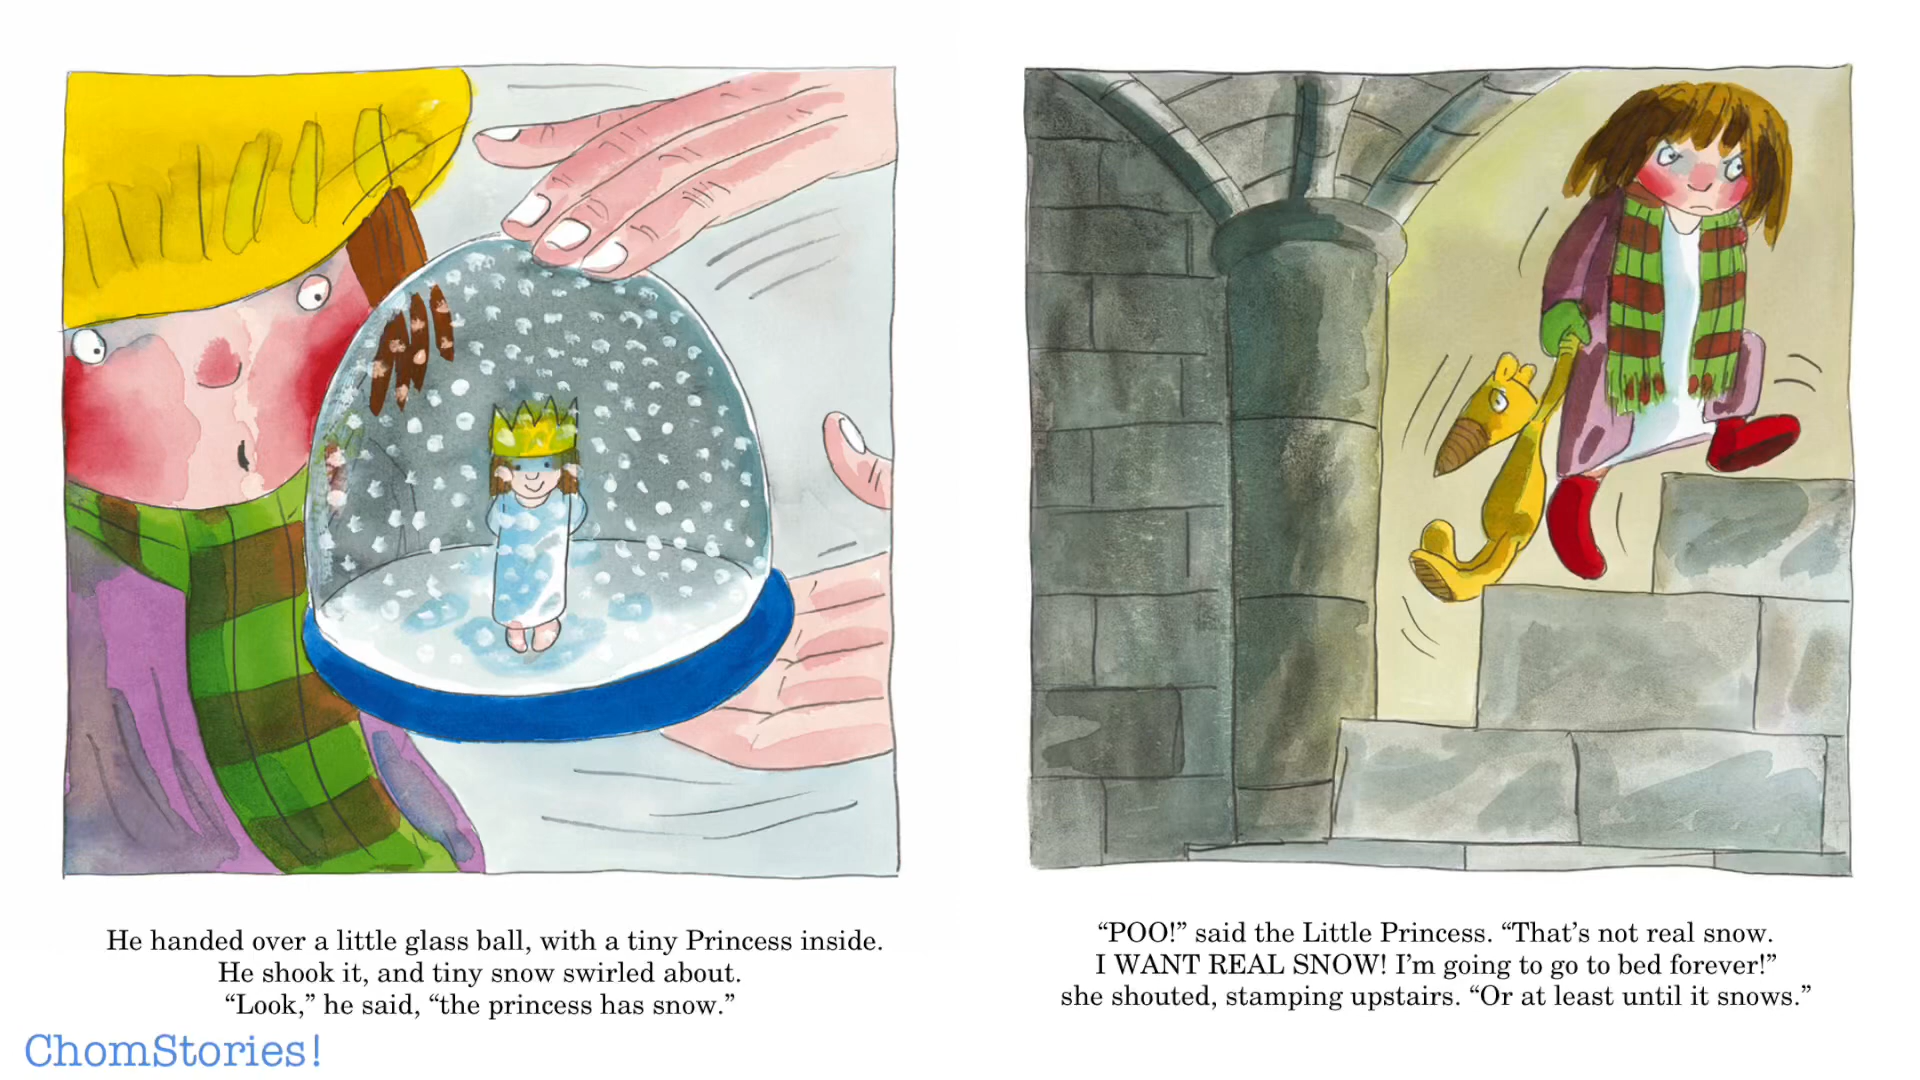 He handed over a little glass ball, with a tiny Princess inside.
He shook it, and tiny snow swirled about.
“Look,” he said, “the princess has snow.”
“POO!” said the Little Princess. “That’s not real snow.
I WANT REAL SNOW! I’m going to go to bed forever!”
she shouted, stamping upstairs. “Or at least until it snows.”
ChomStories!